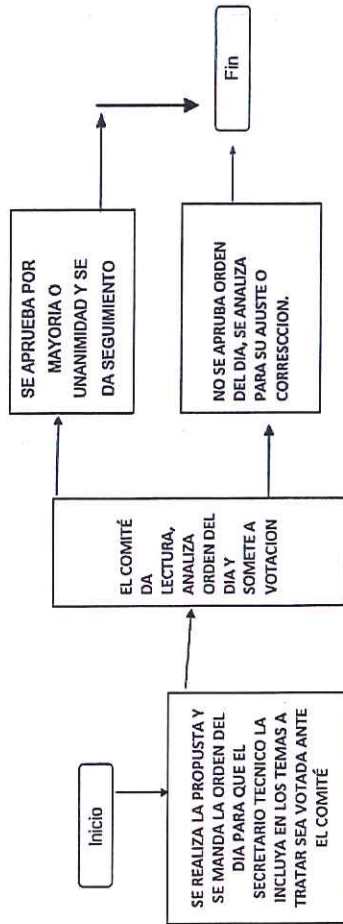 Inicio
SE REALIZA LA PROPUSTA Y
SE MANDA LA ORDEN DEL
DIA PARA QUE EL
SECRETARIO TECNICO LA
INCLUYA EN LOS TEMAS A
TRATAR SEA VOTADA ANTE
EL COMITÉ
EL COMITÉ
DA
LECTURA,
ANALIZA
ORDEN DEL
DIA Y
SOMETE A
VOTACION
SE APRUEBA POR
MAYORIA O
UNANIMIDAD Y SE
DA SEGUIMIENTO
NO SE APRUBA ORDEN
DEL DIA, SE ANALIZA
PARA SU AJUSTE O
CORRESCCION.
Fin